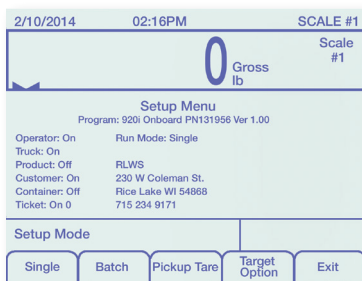 2/10/2014 02:16PM SCALE #1
0 Gross lb
Scale #1
Setup Menu
Program: 920i Onboard PN131956 Ver 1.00
Operator: On Run Mode: Single
Truck: On
Product: Off RLWS
Customer: On 230 W Coleman St.
Container: Off Rice Lake WI 54868
Ticket: On 0 715 234 9171
Setup Mode
Single Batch Pickup Tare Target Option Exit